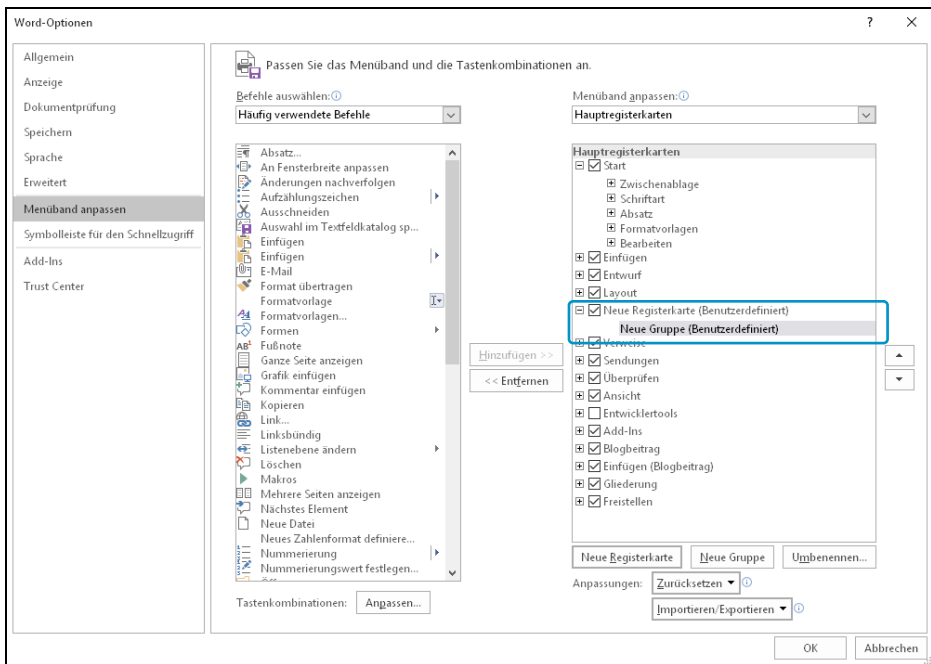 Word-Optionen
?
Allgemein
Anzeige
Dokumentprüfung
Speichern
Sprache
Erweitert
Menüband anpassen
Symbolleiste für den Schnellzugriff
Add-Ins
Trust Center
Passen Sie das Menüband und die Tastenkombinationen an.
Befehle auswählen:
Häufig verwendete Befehle
Absatz...
An Fensterbreite anpassen
Änderungen nachverfolgen
Aufzählungszeichen
Ausschneiden
Auswahl im Textfeldkatalog sp...
Einfügen
Einfügen
E-Mail
Format übertragen
Formatvorlage
Formatvorlagen...
Formen
Fußnote
Ganze Seite anzeigen
Grafik einfügen
Kommentar einfügen
Kopieren
Link...
Linksbündig
Listenebene ändern
Löschen
Makros
Mehrere Seiten anzeigen
Nächstes Element
Neue Datei
Neues Zahlenformat definiere...
Nummerierung
Nummerierungswert festlegen...
Tastenkombinationen: Anpassen...
Hinzufügen >>
<< Entfernen
Menüband anpassen:
Hauptregisterkarten
Hauptregisterkarten
Start
Zwischenablage
Schriftart
Absatz
Formatvorlagen
Bearbeiten
Einfügen
Entwurf
Layout
Neue Registerkarte (Benutzerdefiniert)
Neue Gruppe (Benutzerdefiniert)
Verweise
Sendungen
Überprüfen
Ansicht
Entwicklertools
Add-Ins
Blogbeitrag
Einfügen (Blogbeitrag)
Gliederung
Freistellen
Neue Registerkarte Neue Gruppe Umbenennen...
Anpassungen: Zurücksetzen
Importieren/Exportieren
OK Abbrechen